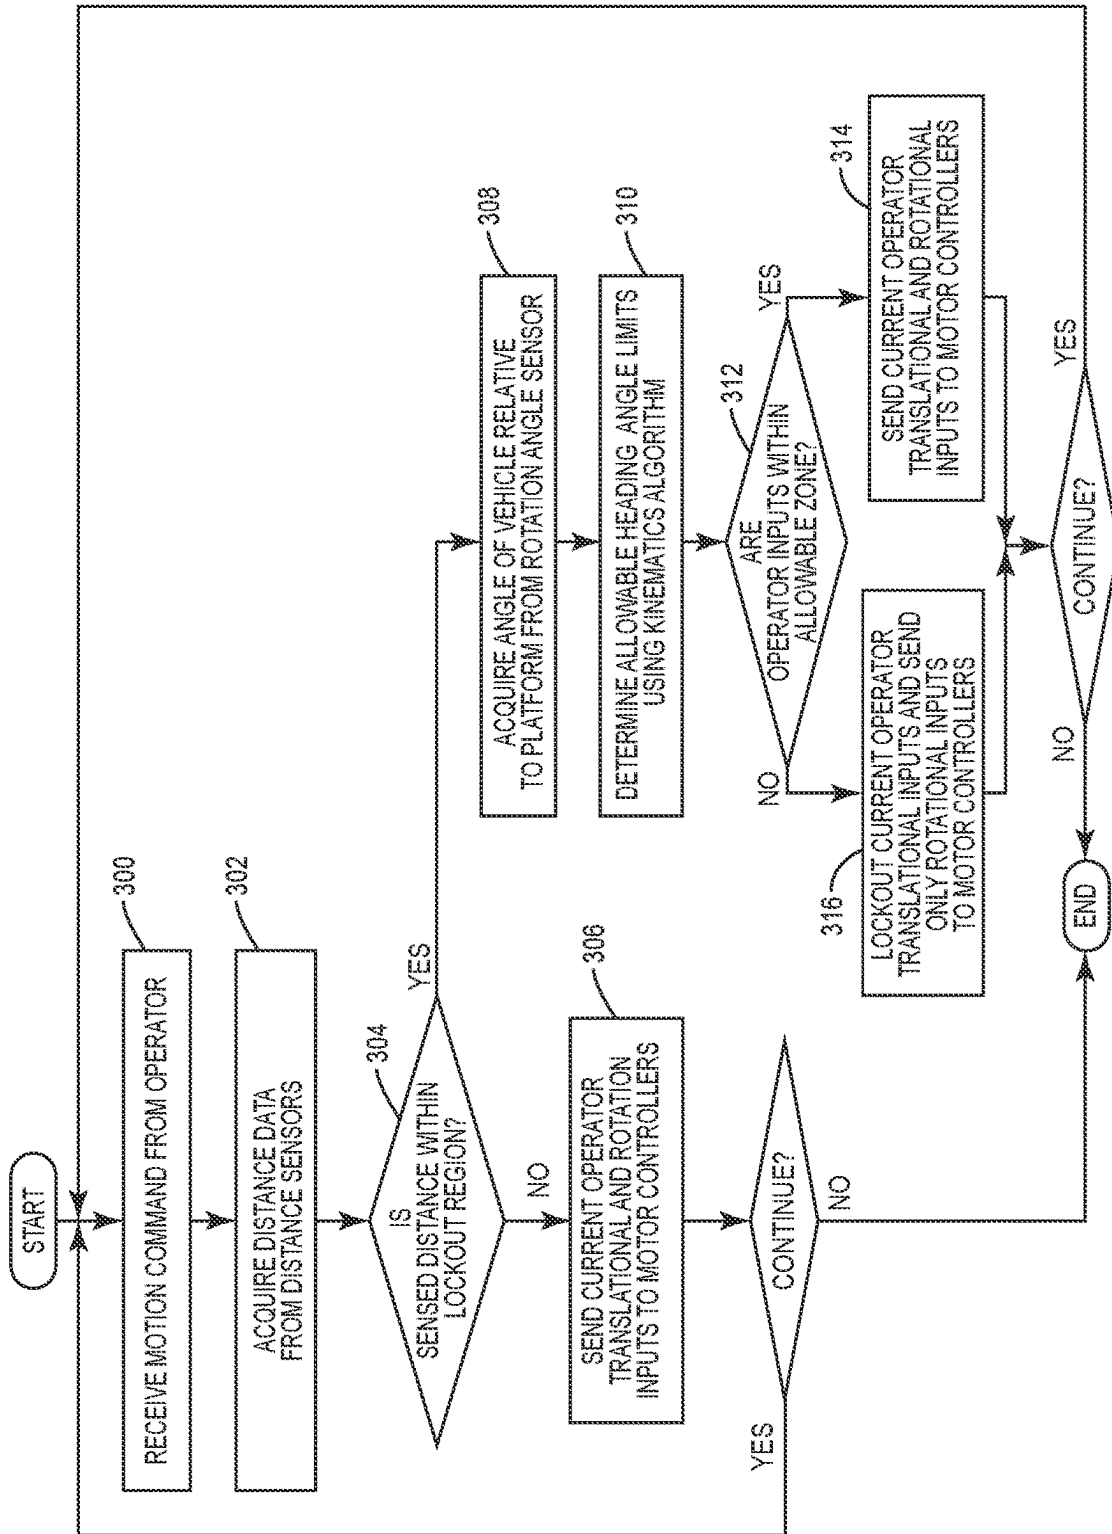 START
300
RECEIVE MOTION COMMAND FROM OPERATOR
302
ACQUIRE DISTANCE DATA
FROM DISTANCE SENSORS
304
IS
SENSED DISTANCE WITHIN
LOCKOUT REGION?
YES
NO
306
SEND CURRENT OPERATOR
TRANSLATIONAL AND ROTATION
INPUTS TO MOTOR CONTROLLERS
CONTINUE?
YES
NO
308
ACQUIRE ANGLE OF VEHICLE RELATIVE
TO PLATFORM FROM ROTATION ANGLE SENSOR
310
DETERMINE ALLOWABLE HEADING ANGLE LIMITS
USING KINEMATICS ALGORITHM
312
ARE
OPERATOR INPUTS WITHIN
ALLOWABLE ZONE?
NO
YES
316
LOCKOUT CURRENT OPERATOR
TRANSLATIONAL INPUTS AND SEND
ONLY ROTATIONAL INPUTS
TO MOTOR CONTROLLERS
314
SEND CURRENT OPERATOR
TRANSLATIONAL AND ROTATIONAL
INPUTS TO MOTOR CONTROLLERS
CONTINUE?
NO
YES
END